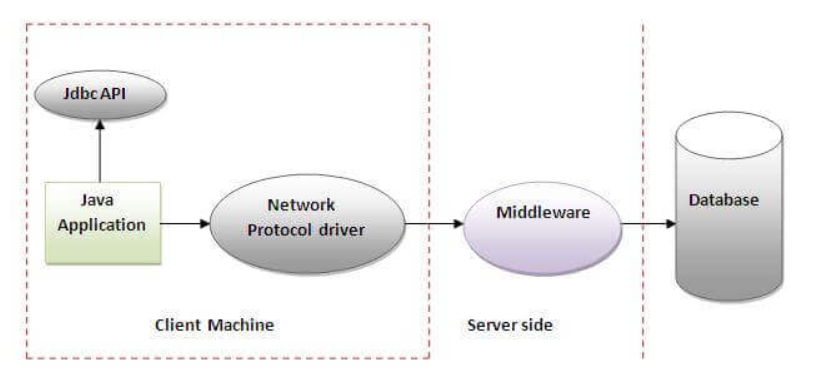 Jdbc API
Java
Application
Network
Protocol driver
Middleware
Database
Client Machine
Server side